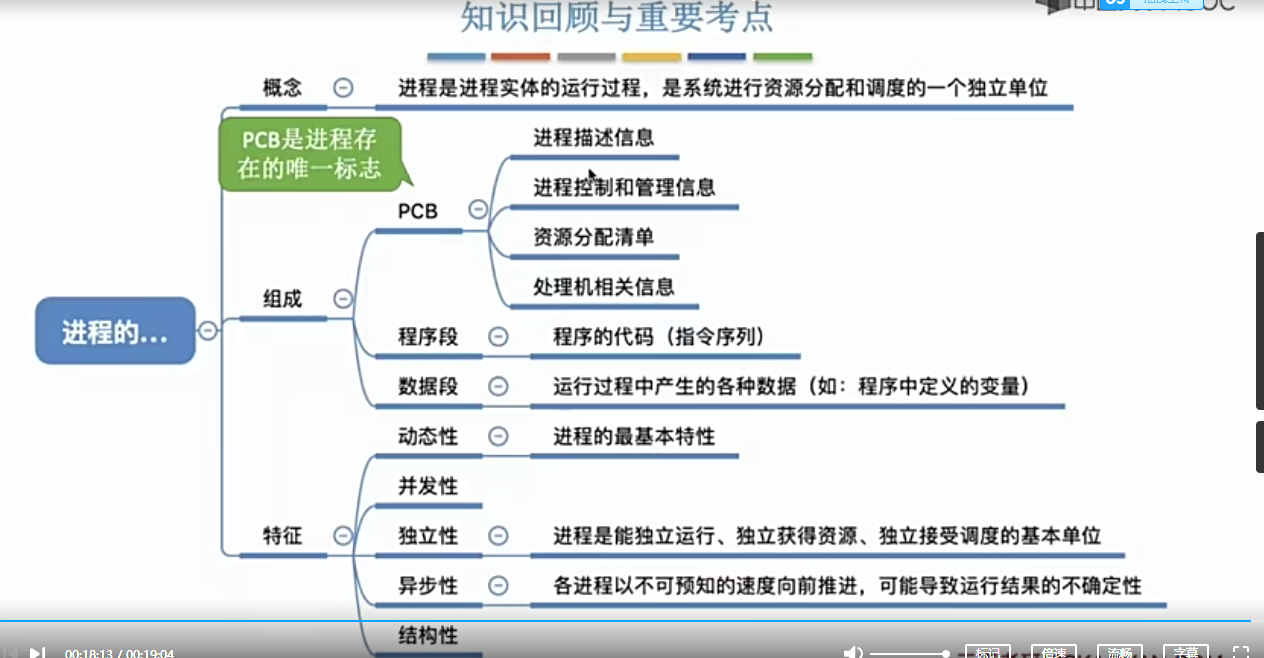 知识回顾与重要考点
概念
进程是进程实体的运行过程，是系统进行资源分配和调度的一个独立单位
PCB是进程存
在的唯一标志
进程描述信息
进程控制和管理信息
PCB
资源分配清单
处理机相关信息
组成
进程的...
程序段
程序的代码（指令序列）
数据段
运行过程中产生的各种数据（如：程序中定义的变量）
动态性
进程的最基本特性
并发性
特征
独立性
进程是能独立运行、独立获得资源、独立接受调度的基本单位
异步性
各进程以不可预知的速度向前推进，可能导致运行结果的不确定性
结构性
00:18:13 / 00:19:04
标记
倍速
流畅
字幕